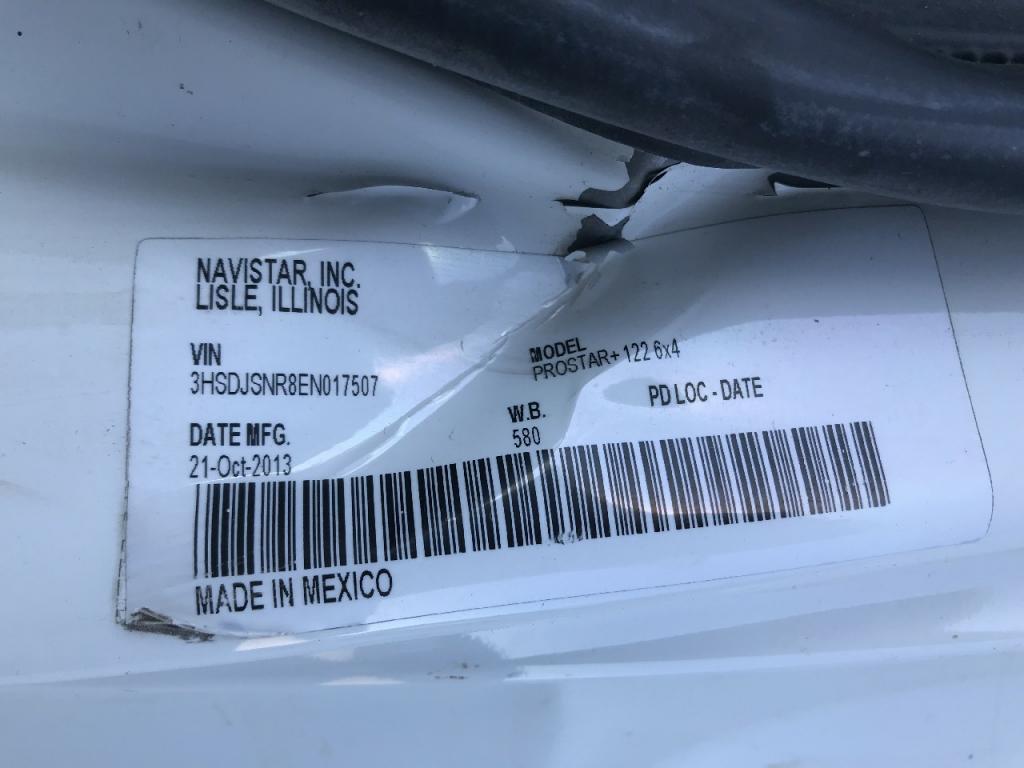 NAVISTAR, INC.
LISLE, ILLINOIS
VIN
3HSDJSNR8EN017507
MODEL
PROSTAR+ 122 6x4
DATE MFG.
21-Oct-2013
W.B.
580
PD LOC - DATE
MADE IN MEXICO